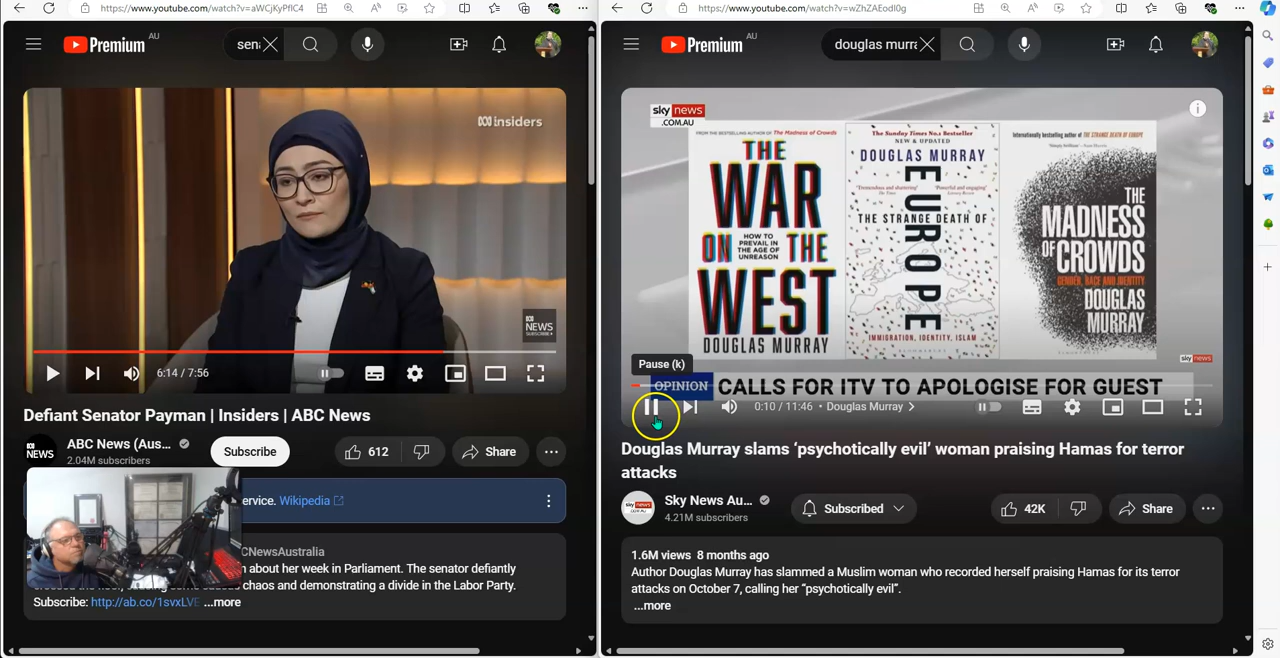 https://www.youtube.com/watch?v=aWCjKyPflC4
Premium AU
sen
insiders
NEWS
SUBSCRIBE
6:14 / 7:56
Defiant Senator Payman | Insiders | ABC News
ABC News (Aus...
2.04M subscribers
NEWS
Subscribe
612
Share
ervice. Wikipedia
CNewsAustralia
about her week in Parliament. The senator defiantly
chaos and demonstrating a divide in the Labor Party.
Subscribe: http://ab.co/1svxLVE ...more
https://www.youtube.com/watch?v=wZhZAEodI0g
Premium AU
douglas murra
sky news
.COM.AU
FROM THE BESTSELLING AUTHOR OF The Madness of Crowds
THE
WAR
ON THE
WEST
HOW TO
PREVAIL IN
THE AGE OF
UNREASON
DOUGLAS MURRAY
The Sunday Times No.1 Bestseller
NEW & UPDATED
DOUGLAS MURRAY
THE STRANGE DEATH OF
EUROPE
IMMIGRATION, IDENTITY, ISLAM
Internationally bestselling author of THE STRANGE DEATH OF EUROPE
THE
MADNESS
OF CROWDS
GENDER, RACE AND IDENTITY
DOUGLAS
MURRAY
sky news
Pause (k)
OPINION
CALLS FOR ITV TO APOLOGISE FOR GUEST
0:10 / 11:46 • Douglas Murray
Douglas Murray slams ‘psychotically evil’ woman praising Hamas for terror
attacks
Sky News Au...
4.21M subscribers
Subscribed
42K
Share
1.6M views 8 months ago
Author Douglas Murray has slammed a Muslim woman who recorded herself praising Hamas for its terror
attacks on October 7, calling her “psychotically evil”.
...more